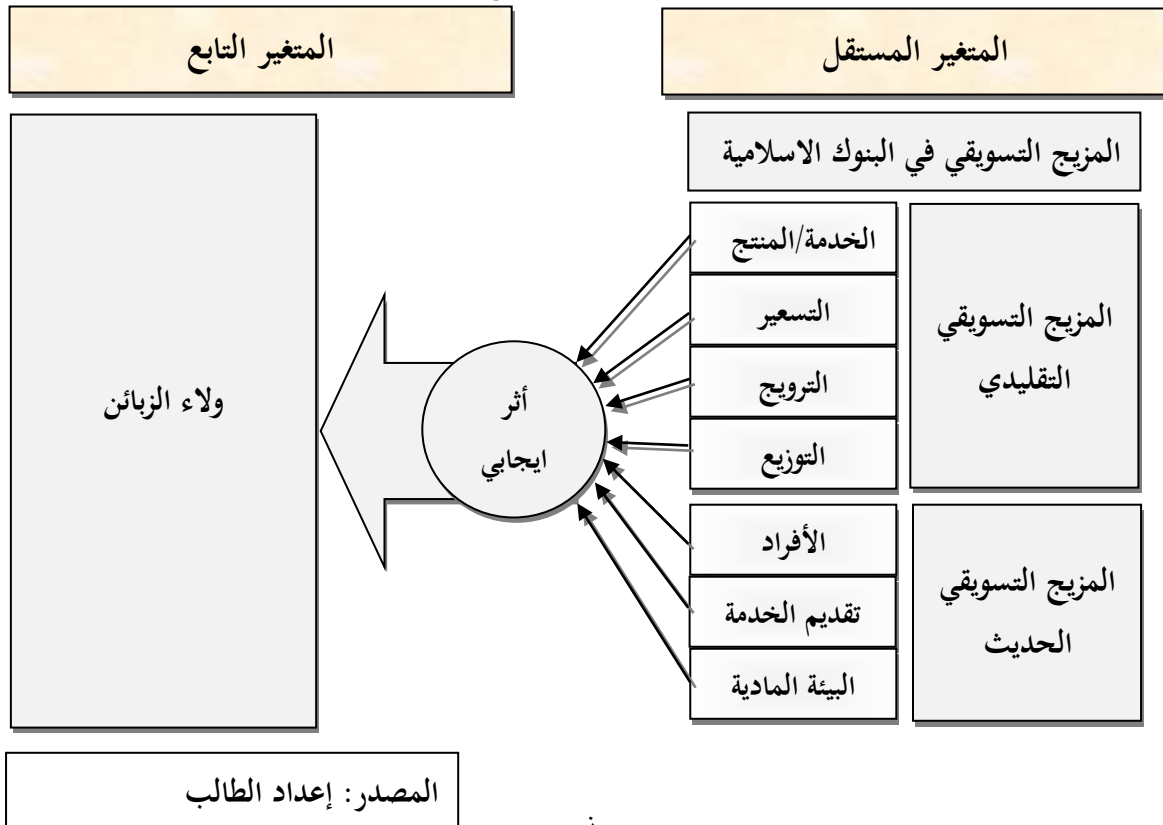 المتغير المستقل
المتغير التابع
المزيج التسويقي في البنوك الاسلامية
المزيج التسويقي
التقليدي
الخدمة/المنتج
التسعير
الترويج
التوزيع
المزيج التسويقي
الحديث
الأفراد
تقديم الخدمة
البيئة المادية
أثر
ايجابي
ولاء الزبائن
المصدر: إعداد الطالب